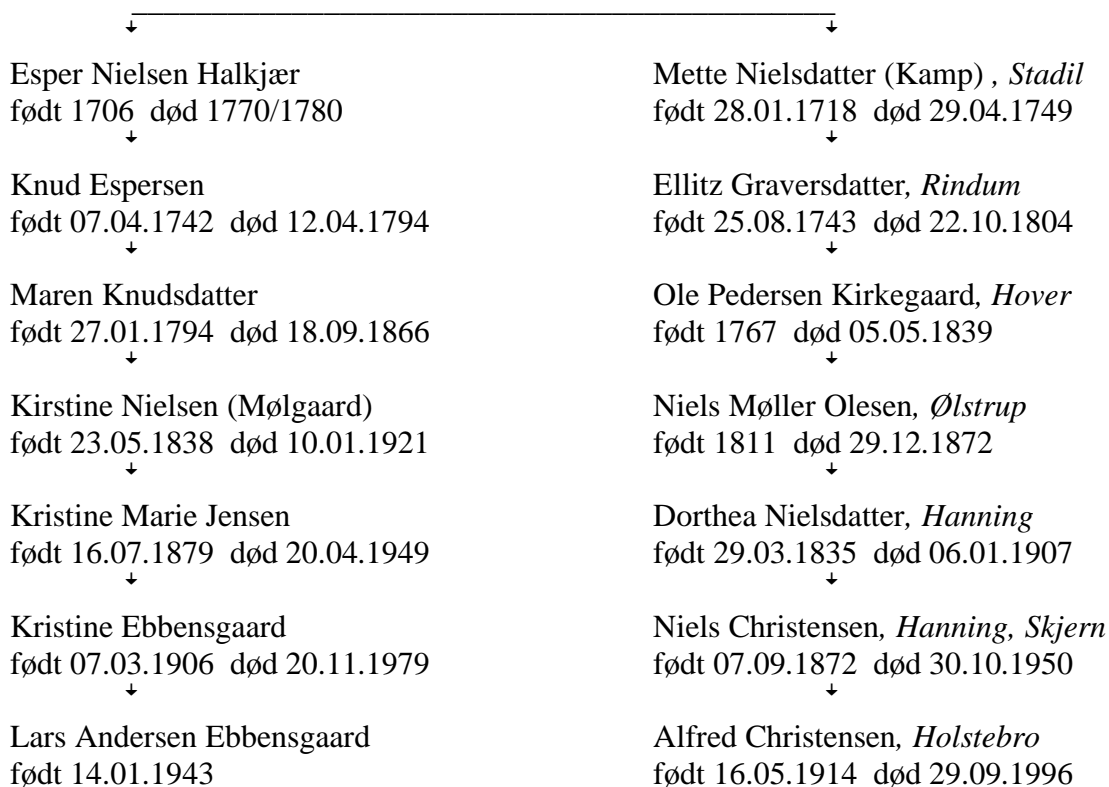 Esper Nielsen Halkjær
født 1706 død 1770/1780
Knud Espersen
født 07.04.1742 død 12.04.1794
Maren Knudsdatter
født 27.01.1794 død 18.09.1866
Kirstine Nielsen (Mølgaard)
født 23.05.1838 død 10.01.1921
Kristine Marie Jensen
født 16.07.1879 død 20.04.1949
Kristine Ebbensgaard
født 07.03.1906 død 20.11.1979
Lars Andersen Ebbensgaard
født 14.01.1943
Mette Nielsdatter (Kamp) , Stadil
født 28.01.1718 død 29.04.1749
Ellitz Graversdatter, Rindum
født 25.08.1743 død 22.10.1804
Ole Pedersen Kirkegaard, Hover
født 1767 død 05.05.1839
Niels Møller Olesen, Ølstrup
født 1811 død 29.12.1872
Dorthea Nielsdatter, Hanning
født 29.03.1835 død 06.01.1907
Niels Christensen, Hanning, Skjern
født 07.09.1872 død 30.10.1950
Alfred Christensen, Holstebro
født 16.05.1914 død 29.09.1996